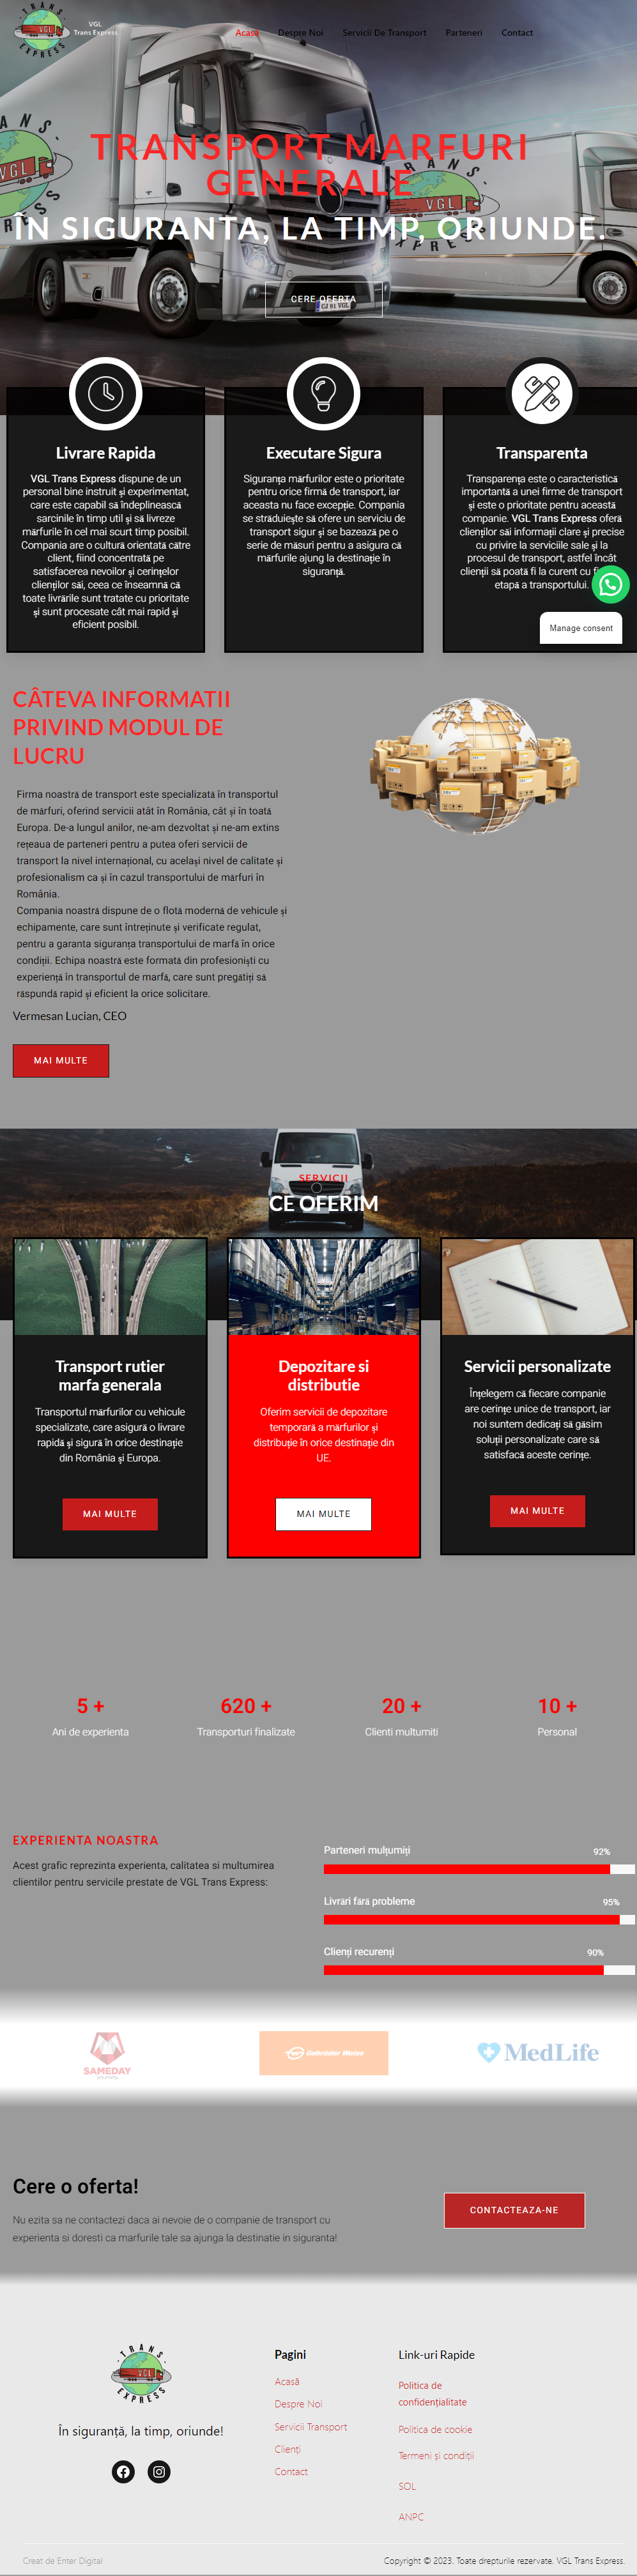 VGL
Trans Express
Acasă
Despre Noi
Servicii De Transport
Parteneri
Contact
TRANSPORT MARFURI
GENERALE
ÎN SIGURANTA, LA TIMP, ORIUNDE.
CERE OFERTA
Livrare Rapida
VGL Trans Express dispune de un
personal bine instruit și experimentat,
care este capabil să îndeplinească
sarcinile în timp util și să livreze
mărfurile în cel mai scurt timp posibil.
Compania are o cultură orientată către
client, fiind concentrată pe
satisfacerea nevoilor și cerințelor
clienților săi, ceea ce înseamnă că
toate livrările sunt tratate cu prioritate
și sunt procesate cât mai rapid și
eficient posibil.
Executare Sigura
Siguranța mărfurilor este o prioritate
pentru orice firmă de transport, iar
aceasta nu face excepție. Compania
se străduiește să ofere un serviciu de
transport sigur și se bazează pe o
serie de măsuri pentru a asigura că
mărfurile ajung la destinație în
siguranță.
Transparenta
Transparența este o caracteristică
importantă a unei firme de transport
și este o prioritate pentru această
companie. VGL Trans Express oferă
clienților săi informații clare și precise
cu privire la serviciile sale și la
procesul de transport, astfel încât
clienții să poată fi la curent cu
etapă a transportului.
Manage consent
CÂTEVA INFORMATII
PRIVIND MODUL DE
LUCRU
Firma noastră de transport este specializată în transportul
de mărfuri, oferind servicii atât în România, cât și în toată
Europa. De-a lungul anilor, ne-am dezvoltat și ne-am extins
rețeaua de parteneri pentru a putea oferi servicii de
transport la nivel internațional, cu același nivel de calitate și
profesionalism ca și în cazul transportului de mărfuri în
România.
Compania noastră dispune de o flotă modernă de vehicule și
echipamente, care sunt întreținute și verificate regulat,
pentru a garanta siguranța transportului de marfă în orice
condiții. Echipa noastră este formată din profesioniști cu
experiență în transportul de marfă, care sunt pregătiți să
răspundă rapid și eficient la orice solicitare.
Vermesan Lucian, CEO
MAI MULTE
SERVICII
CE OFERIM
Transport rutier
marfa generala
Transportul mărfurilor cu vehicule
specializate, care asigură o livrare
rapidă și sigură în orice destinație
din România și Europa.
MAI MULTE
Depozitare si
distributie
Oferim servicii de depozitare
temporară a mărfurilor și
distribuție în orice destinație din
UE.
MAI MULTE
Servicii personalizate
Înțelegem că fiecare companie
are cerințe unice de transport, iar
noi suntem dedicați să găsim
soluții personalizate care să
satisfacă aceste cerințe.
MAI MULTE
5 +
Ani de experienta
620 +
Transporturi finalizate
20 +
Clienti multumiti
10 +
Personal
EXPERIENTA NOASTRA
Acest grafic reprezinta experienta, calitatea si multumirea
clientilor pentru servicile prestate de VGL Trans Express:
Parteneri mulțumiți
92%
Livrări fără probleme
95%
Clienți recurenți
90%
SAMEDAY
Gebrüder Weiss
MedLife
Cere o oferta!
Nu ezita sa ne contactezi daca ai nevoie de o companie de transport cu
experienta si doresti ca marfurile tale sa ajunga la destinatie in siguranta!
CONTACTEAZA-NE
TRANS
VGL
EXPRESS
În siguranță, la timp, oriunde!
Pagini
Acasă
Despre Noi
Servicii Transport
Clienți
Contact
Link-uri Rapide
Politica de
confidențialitate
Politica de cookie
Termeni și condiții
SOL
ANPC
Creat de Enter Digital
Copyright © 2023. Toate drepturile rezervate. VGL Trans Express.